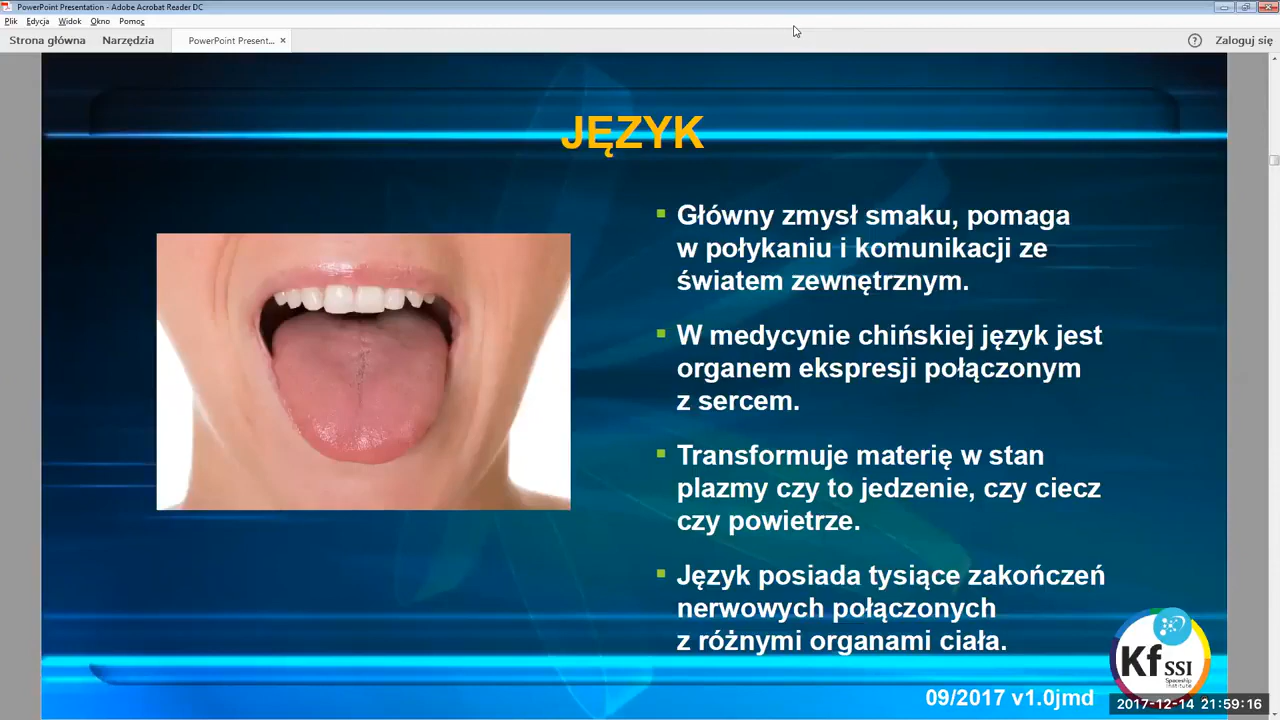 PowerPoint Presentation - Adobe Acrobat Reader DC
Plik Edycja Widok Okno Pomoc
Strona główna Narzędzia PowerPoint Present... × ? Zaloguj się
JĘZYK
Główny zmysł smaku, pomaga
w połykaniu i komunikacji ze
światem zewnętrznym.
W medycynie chińskiej język jest
organem ekspresji połączonym
z sercem.
Transformuje materię w stan
plazmy czy to jedzenie, czy ciecz
czy powietrze.
Język posiada tysiące zakończeń
nerwowych połączonych
z różnymi organami ciała.
Kf SSI
Spaceship
Institute
09/2017 v1.0jmd
2017-12-14 21:59:16